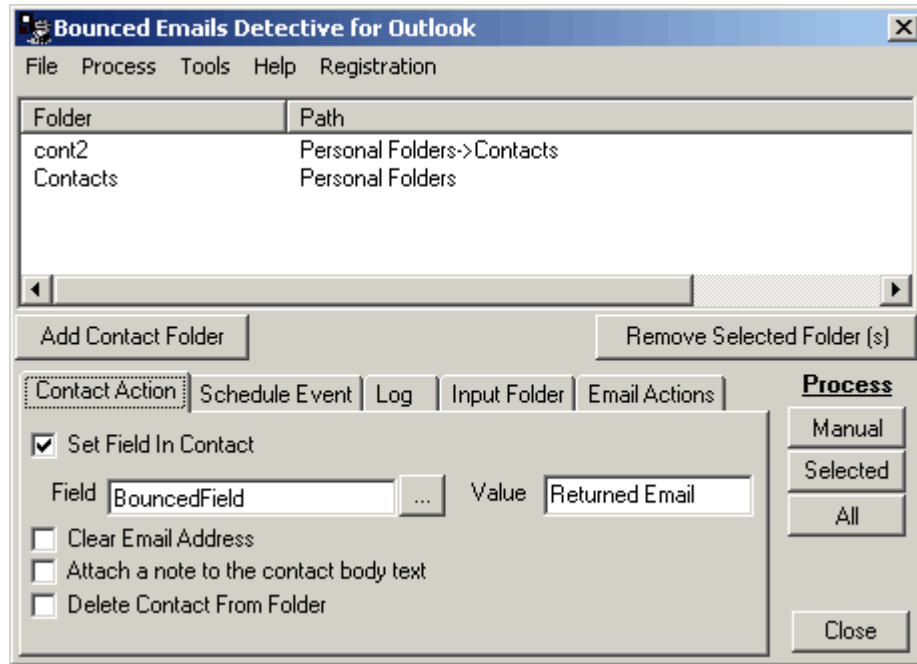 Bounced Emails Detective for Outlook
File Process Tools Help Registration
Folder Path
cont2 Personal Folders->Contacts
Contacts Personal Folders
Add Contact Folder Remove Selected Folder (s)
Contact Action Schedule Event Log Input Folder Email Actions Process
Set Field In Contact Manual
Field BouncedField ... Value Returned Email Selected
All
Clear Email Address
Attach a note to the contact body text
Delete Contact From Folder
Close